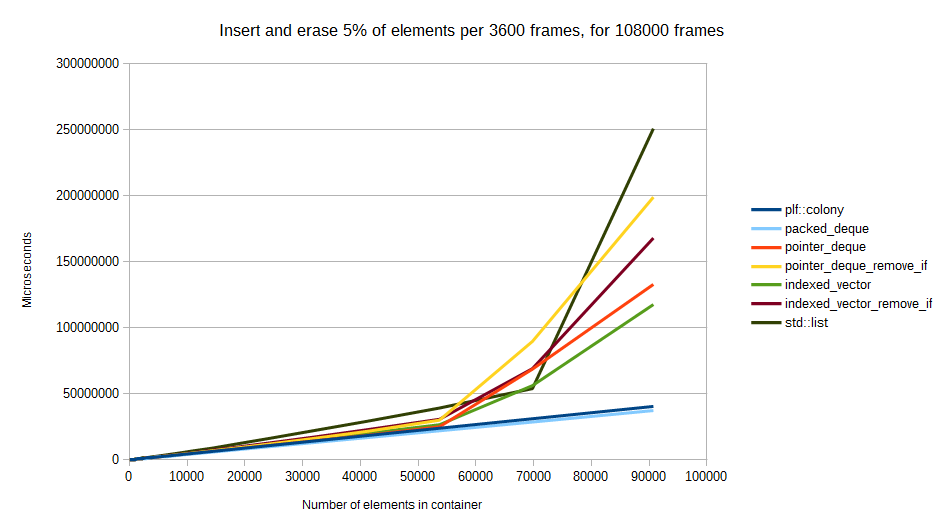 Insert and erase 5% of elements per 3600 frames, for 108000 frames
300000000
250000000
200000000
150000000
100000000
50000000
0
Microseconds
0 10000 20000 30000 40000 50000 60000 70000 80000 90000 100000
Number of elements in container
plf::colony
packed_deque
pointer_deque
pointer_deque_remove_if
indexed_vector
indexed_vector_remove_if
std::list